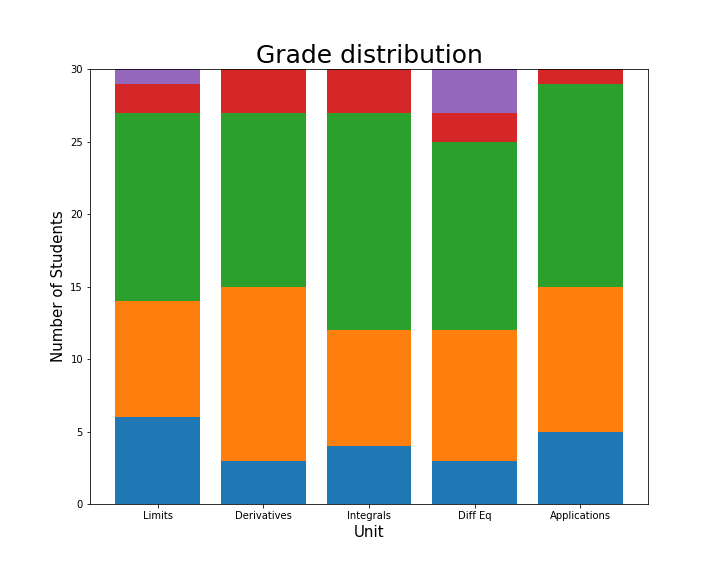 Grade distribution
Number of Students
30
25
20
15
10
5
0
Limits Derivatives Integrals Diff Eq Applications
Unit